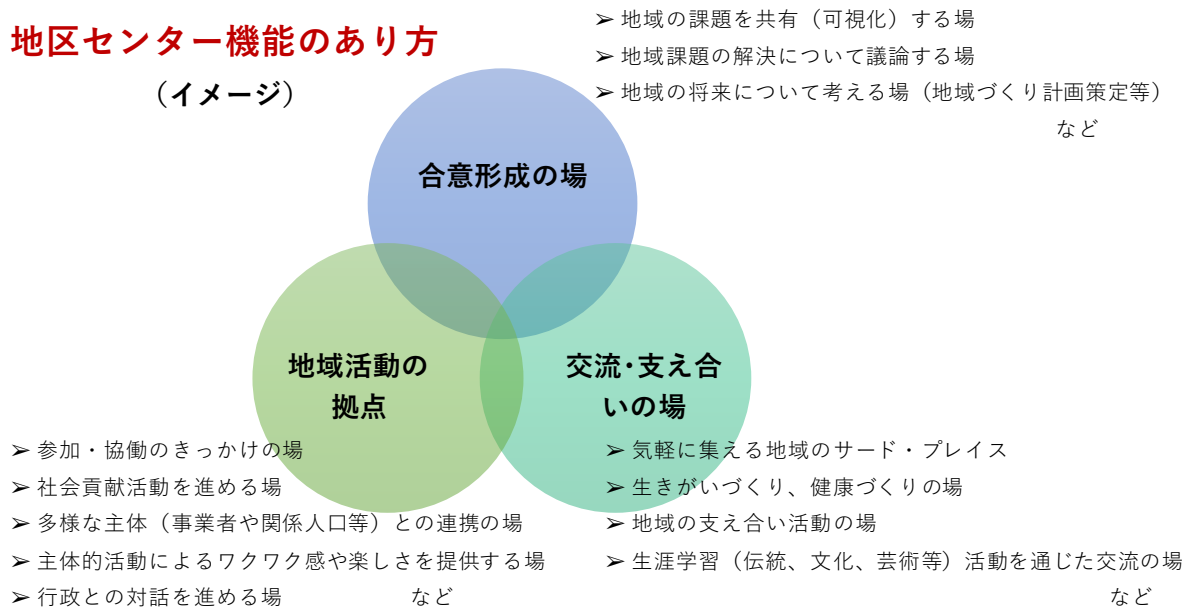 地区センター機能のあり方
（イメージ）
➢ 地域の課題を共有（可視化）する場
➢ 地域課題の解決について議論する場
➢ 地域の将来について考える場（地域づくり計画策定等）
など
合意形成の場
地域活動の
拠点
交流･支え合
いの場
➢ 参加・協働のきっかけの場
➢ 社会貢献活動を進める場
➢ 多様な主体（事業者や関係人口等）との連携の場
➢ 主体的活動によるワクワク感や楽しさを提供する場
➢ 行政との対話を進める場 など
➢ 気軽に集える地域のサード・プレイス
➢ 生きがいづくり、健康づくりの場
➢ 地域の支え合い活動の場
➢ 生涯学習（伝統、文化、芸術等）活動を通じた交流の場
など